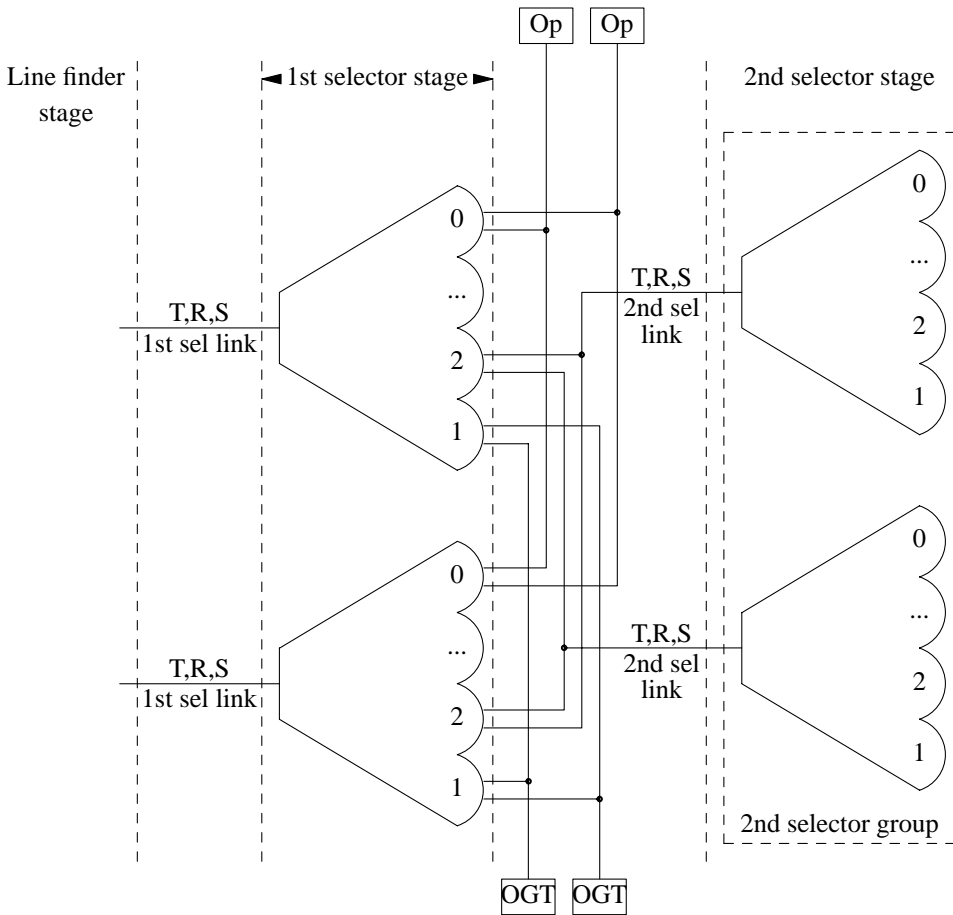 Op
Op
Line finder
stage
1st selector stage
2nd selector stage
0
...
2
1
T,R,S
1st sel link
T,R,S
2nd sel
link
0
...
2
1
0
...
2
1
T,R,S
1st sel link
T,R,S
2nd sel
link
0
...
2
1
2nd selector group
OGT
OGT